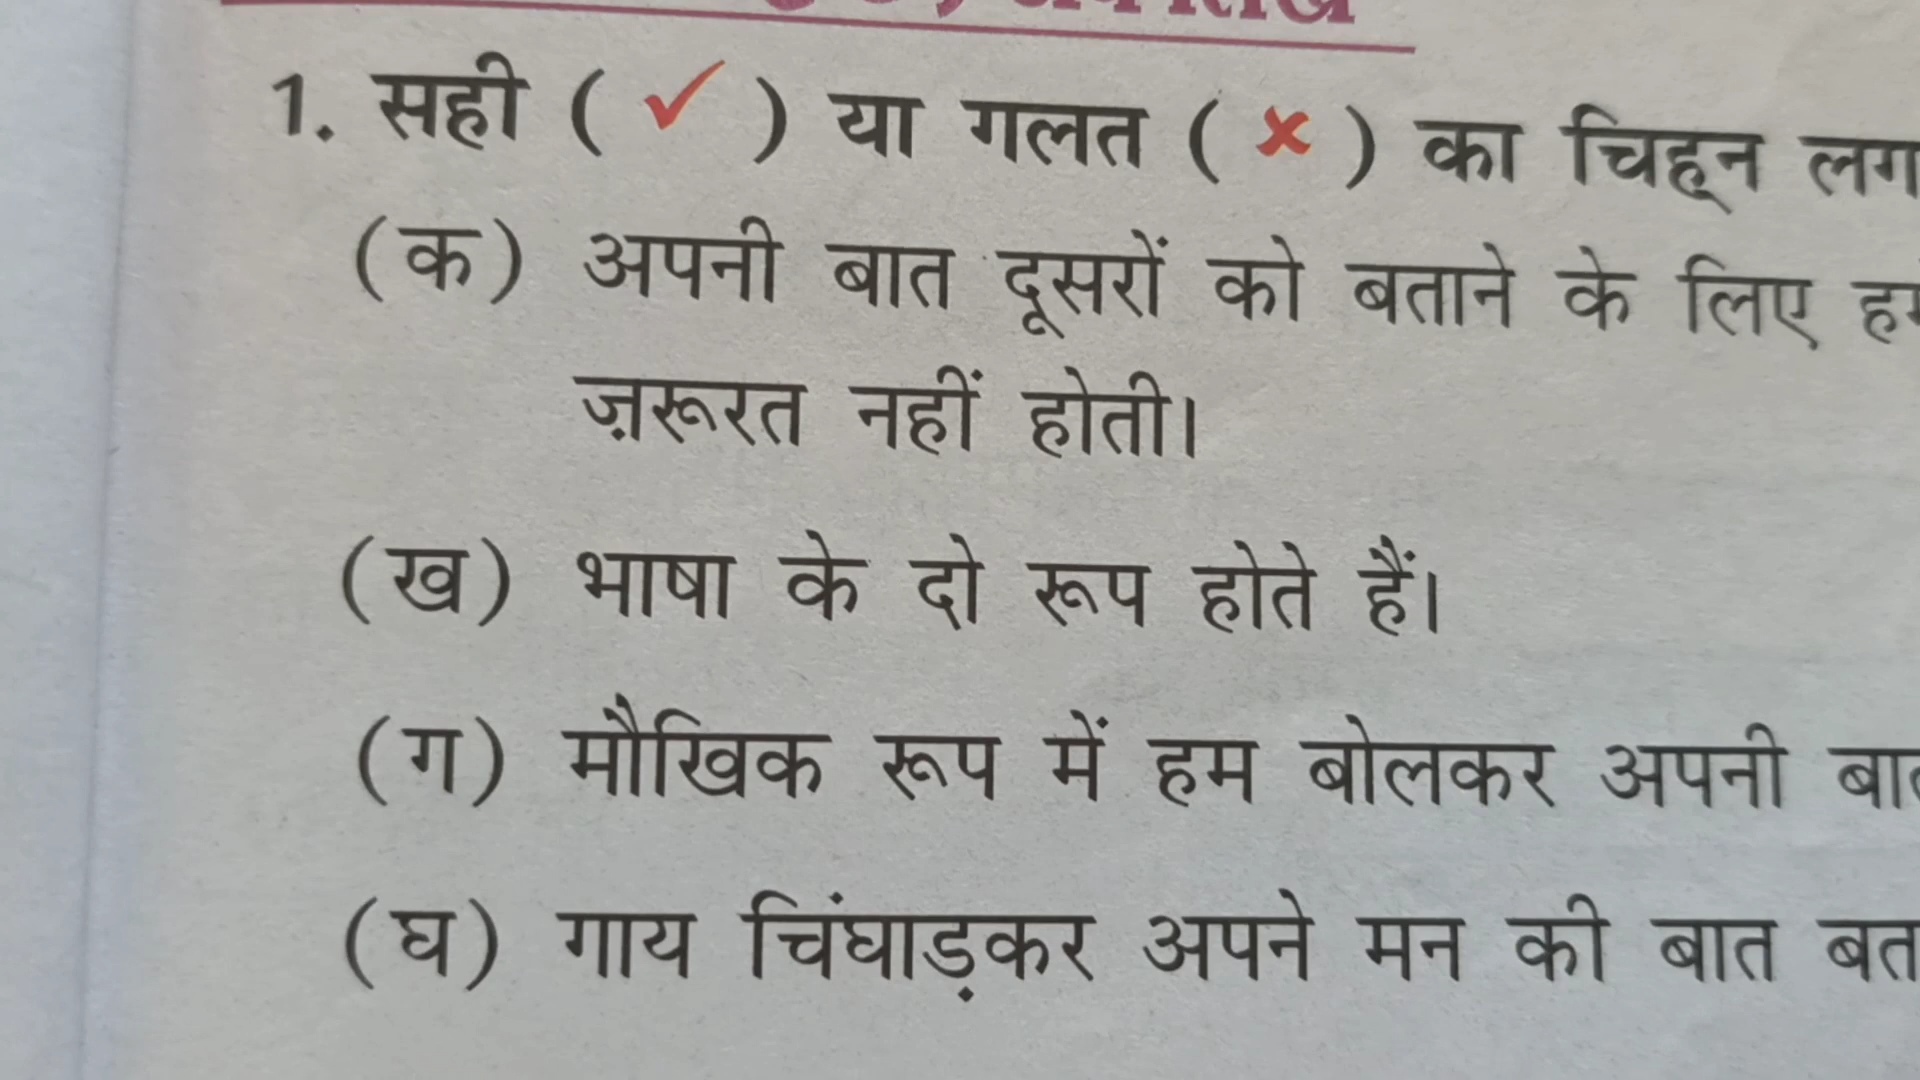 1. सही ( ✓ ) या गलत ( × ) का चिह्न
(क) अपनी बात दूसरों को बताने के लिए
ज़रूरत नहीं होती।
(ख) भाषा के दो रूप होते हैं।
(ग) मौखिक रूप में हम बोलकर अपनी
(घ) गाय चिंघाड़कर अपने मन की बात